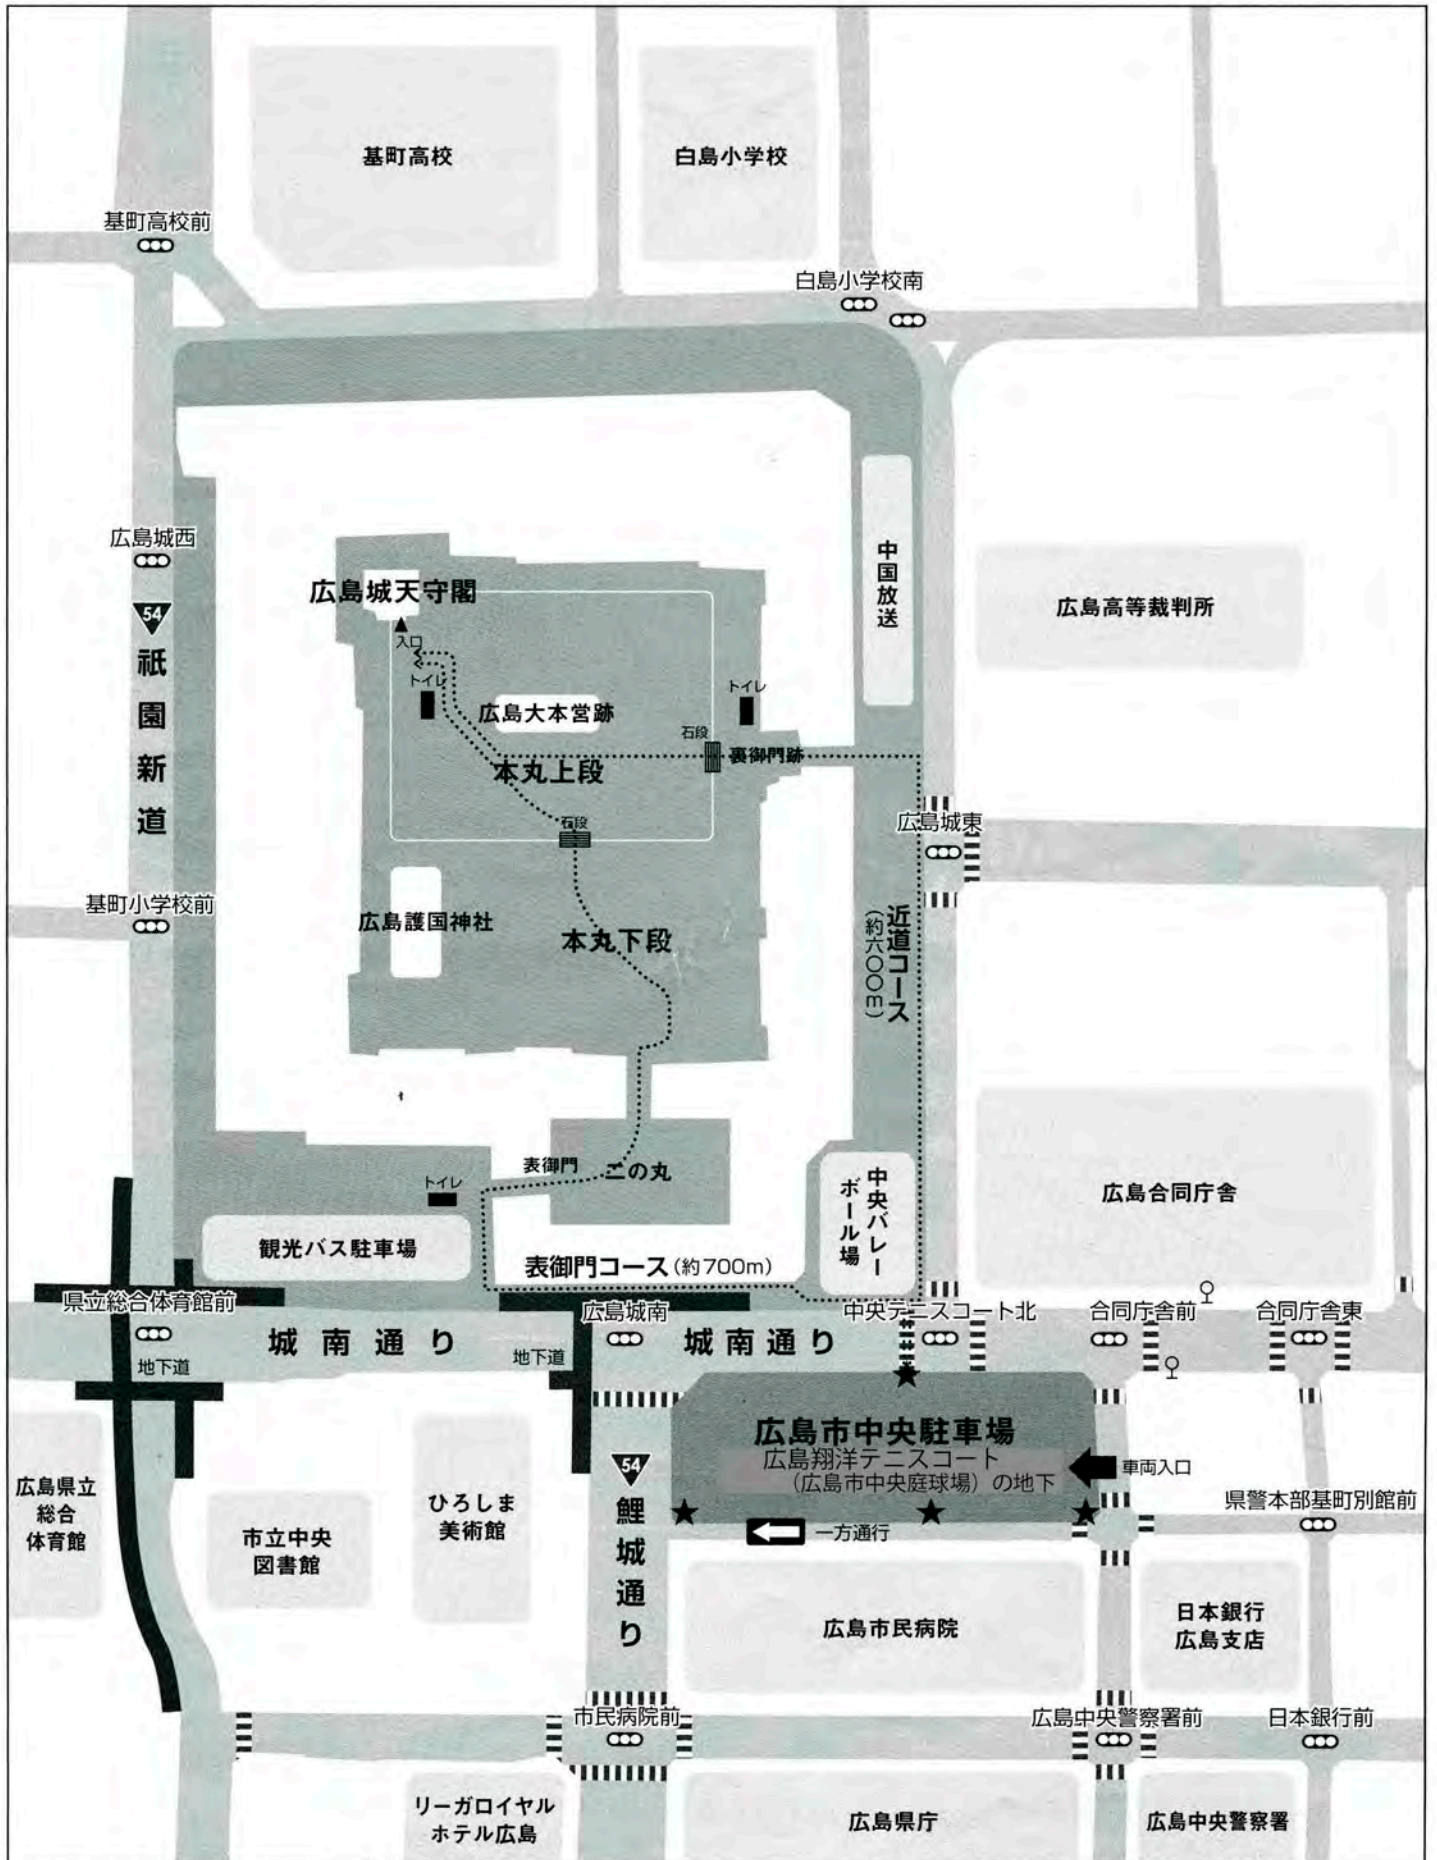 基町高校
白島小学校
基町高校前
白島小学校南
広島城西
54
祇園新道
広島城天守閣
入口
トイレ
広島大本営跡
トイレ
石段
裏御門跡
本丸上段
石段
中国放送
広島高等裁判所
広島城東
基町小学校前
広島護国神社
本丸下段
近道コース
(約六〇〇m)
表御門
二の丸
トイレ
観光バス駐車場
表御門コース(約700m)
中央バレー
ボール場
広島合同庁舎
県立総合体育館前
広島城南
中央テニスコート北
合同庁舎前
合同庁舎東
城南通り
城南通り
地下道
地下道
広島市中央駐車場
広島翔洋テニスコート
(広島市中央庭球場)の地下
車両入口
一方通行
54
鯉城通り
広島県立
総合
体育館
市立中央
図書館
ひろしま
美術館
県警本部基町別館前
広島市民病院
日本銀行
広島支店
市民病院前
広島中央警察署前
日本銀行前
リーガロイヤル
ホテル広島
広島県庁
広島中央警察署